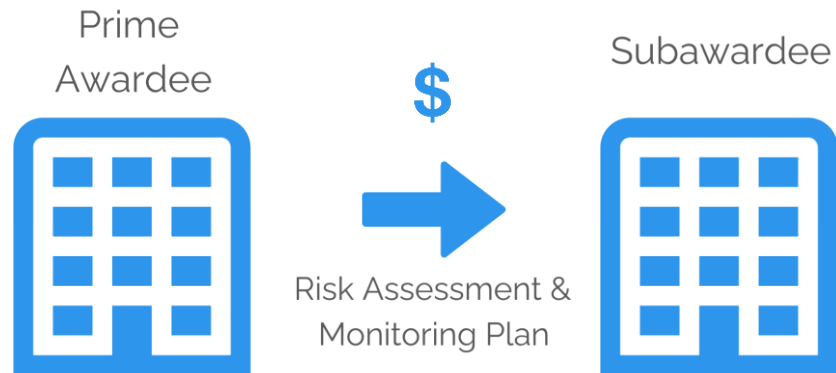 Prime
Awardee
$
Subawardee
Risk Assessment &
Monitoring Plan